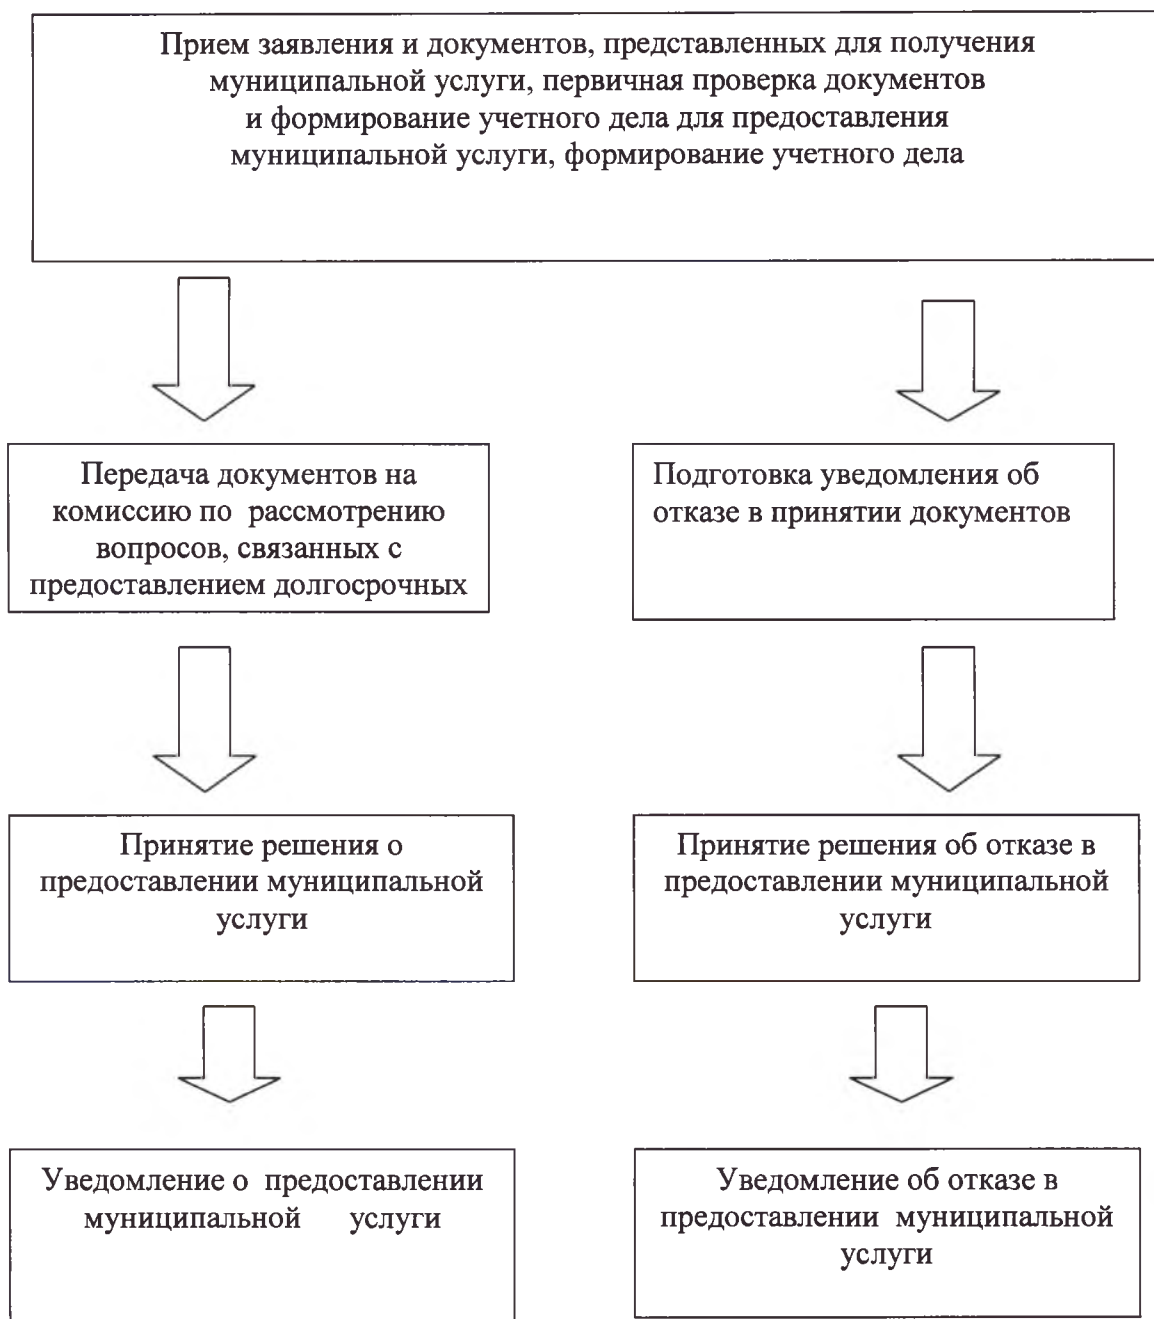 Прием заявления и документов, представленных для получения
муниципальной услуги, первичная проверка документов
и формирование учетного дела для предоставления
муниципальной услуги, формирование учетного дела
Передача документов на
комиссию по рассмотрению
вопросов, связанных с
предоставлением долгосрочных
Подготовка уведомления об
отказе в принятии документов
Принятие решения о
предоставлении муниципальной
услуги
Принятие решения об отказе в
предоставлении муниципальной
услуги
Уведомление о предоставлении
муниципальной услуги
Уведомление об отказе в
предоставлении муниципальной
услуги